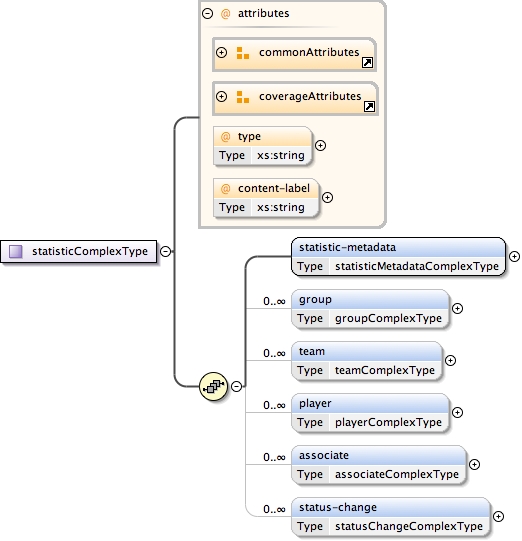 @ attributes
commonAttributes
coverageAttributes
@ type
Type xs:string
@ content-label
Type xs:string
statisticComplexType
statistic-metadata
Type statisticMetadataComplexType
0..∞ group
Type groupComplexType
0..∞ team
Type teamComplexType
0..∞ player
Type playerComplexType
0..∞ associate
Type associateComplexType
0..∞ status-change
Type statusChangeComplexType